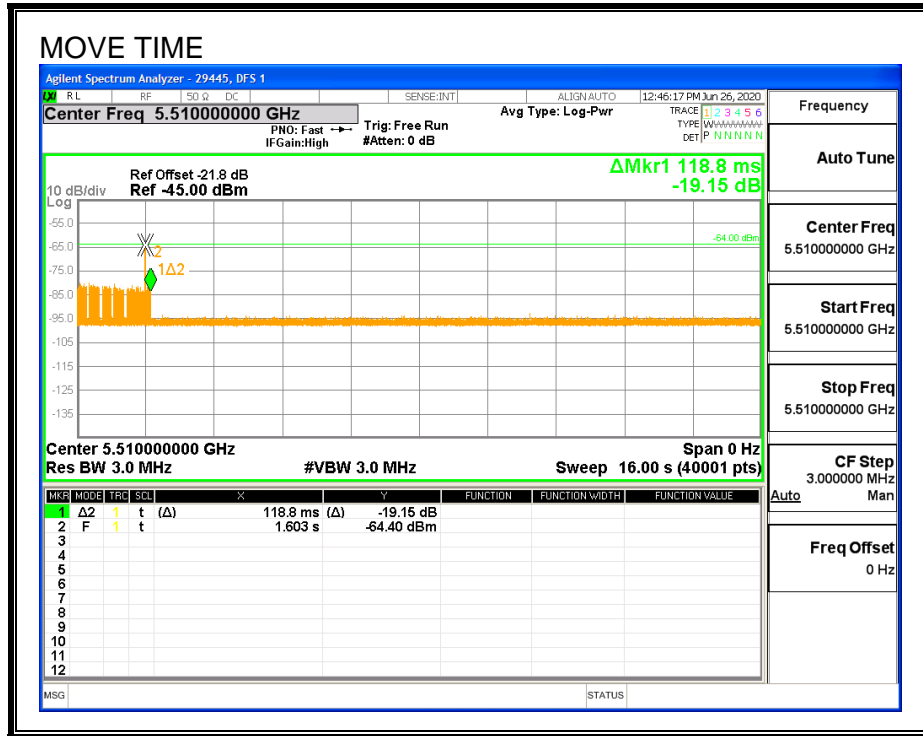 MOVE TIME
Agilent Spectrum Analyzer - 29445, DFS 1
LXI RL RF 50 Ω DC SENSE:INT ALIGN AUTO 12:46:17 PM Jun 26, 2020
Center Freq 5.510000000 GHz
PNO: Fast
IFGain:High
Trig: Free Run
#Atten: 0 dB
Avg Type: Log-Pwr
TRACE 1 2 3 4 5 6
TYPE WWWWWW
DET P N N N N N
ΔMkr1 118.8 ms
-19.15 dB
Ref Offset -21.8 dB
10 dB/div Ref -45.00 dBm
Log
-55.0
-65.0
-75.0
-85.0
-95.0
-105
-115
-125
-135
-64.00 dBm
2
1Δ2
Center 5.510000000 GHz Span 0 Hz
Res BW 3.0 MHz #VBW 3.0 MHz Sweep 16.00 s (40001 pts)
MKR MODE TRC SCL X Y FUNCTION FUNCTION WIDTH FUNCTION VALUE
1 Δ2 1 t (Δ) 118.8 ms (Δ) -19.15 dB
2 F 1 t 1.603 s -64.40 dBm
3
4
5
6
7
8
9
10
11
12
MSG STATUS
Frequency
Auto Tune
Center Freq
5.510000000 GHz
Start Freq
5.510000000 GHz
Stop Freq
5.510000000 GHz
CF Step
3.000000 MHz
Auto Man
Freq Offset
0 Hz